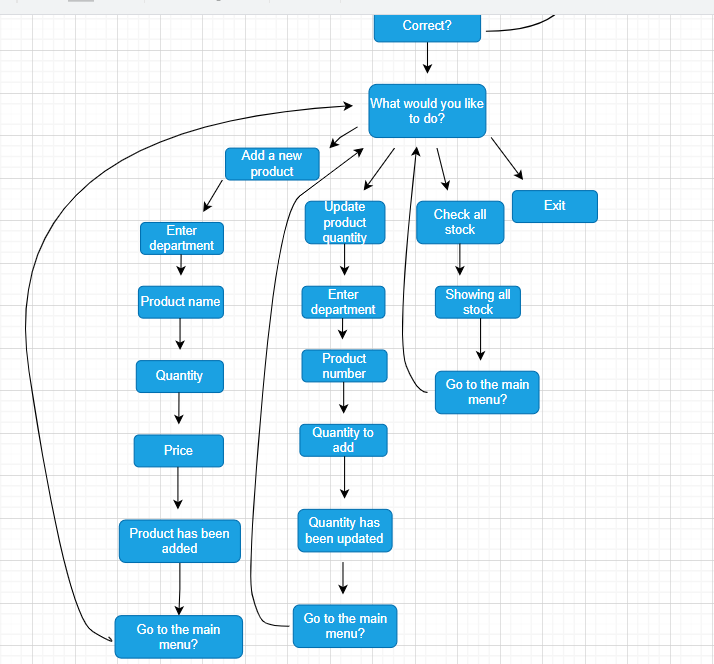 Correct?
What would you like
to do?
Add a new
product
Enter
department
Product name
Quantity
Price
Product has been
added
Go to the main
menu?
Update
product
quantity
Enter
department
Product
number
Quantity to
add
Quantity has
been updated
Go to the main
menu?
Check all
stock
Showing all
stock
Go to the main
menu?
Exit